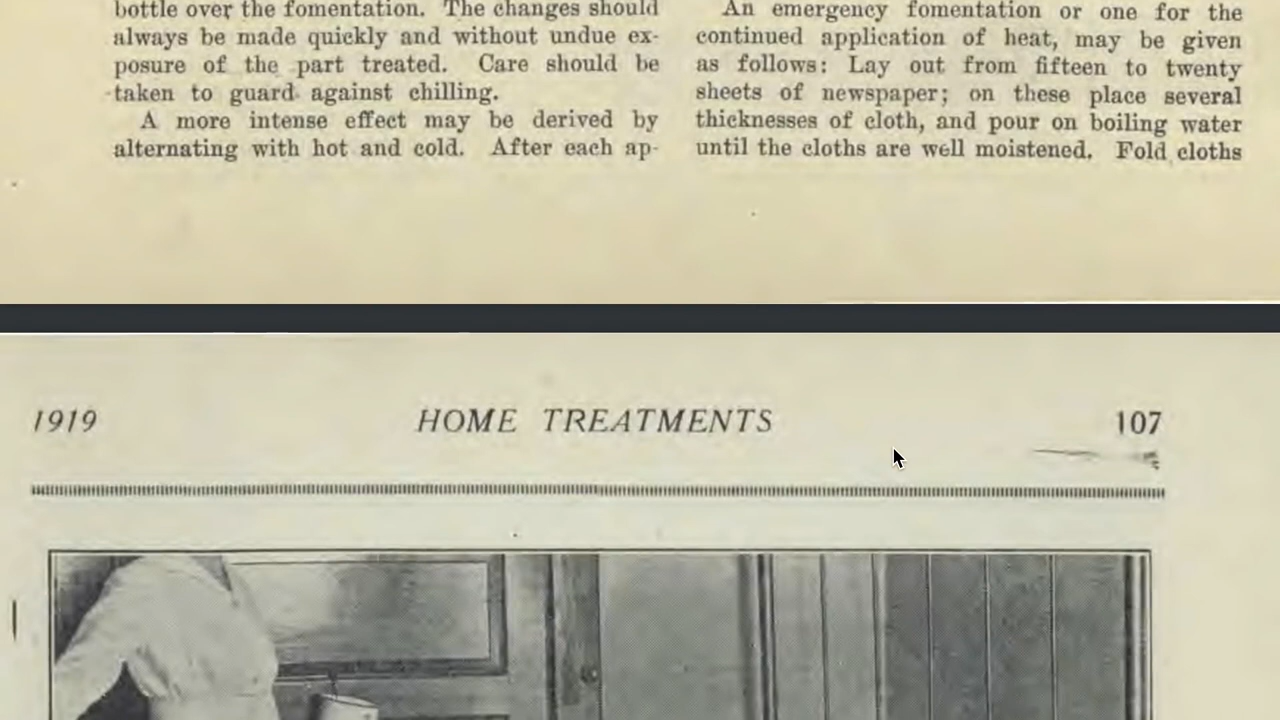 bottle over the fomentation. The changes should
always be made quickly and without undue ex-
posure of the part treated. Care should be
taken to guard against chilling.
A more intense effect may be derived by
alternating with hot and cold. After each ap-
An emergency fomentation or one for the
continued application of heat, may be given
as follows: Lay out from fifteen to twenty
sheets of newspaper; on these place several
thicknesses of cloth, and pour on boiling water
until the cloths are well moistened. Fold cloths
1919 HOME TREATMENTS 107